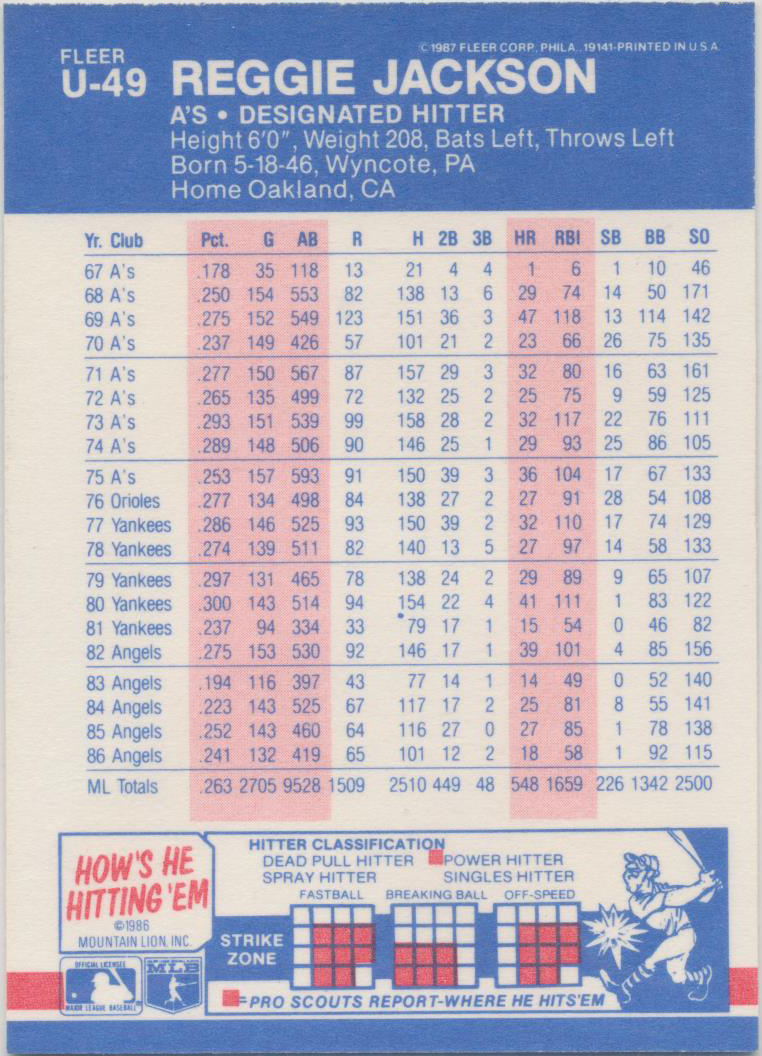 FLEER
U-49
© 1987 FLEER CORP. PHILA., 19141-PRINTED IN U.S.A.
REGGIE JACKSON
A'S • DESIGNATED HITTER
Height 6'0", Weight 208, Bats Left, Throws Left
Born 5-18-46, Wyncote, PA
Home Oakland, CA
Yr. Club Pct. G AB R H 2B 3B HR RBI SB BB SO
67 A's .178 35 118 13 21 4 4 1 6 1 10 46
68 A's .250 154 553 82 138 13 6 29 74 14 50 171
69 A's .275 152 549 123 151 36 3 47 118 13 114 142
70 A's .237 149 426 57 101 21 2 23 66 26 75 135
71 A's .277 150 567 87 157 29 3 32 80 16 63 161
72 A's .265 135 499 72 132 25 2 25 75 9 59 125
73 A's .293 151 539 99 158 28 2 32 117 22 76 111
74 A's .289 148 506 90 146 25 1 29 93 25 86 105
75 A's .253 157 593 91 150 39 3 36 104 17 67 133
76 Orioles .277 134 498 84 138 27 2 27 91 28 54 108
77 Yankees .286 146 525 93 150 39 2 32 110 17 74 129
78 Yankees .274 139 511 82 140 13 5 27 97 14 58 133
79 Yankees .297 131 465 78 138 24 2 29 89 9 65 107
80 Yankees .300 143 514 94 154 22 4 41 111 1 83 122
81 Yankees .237 94 334 33 79 17 1 15 54 0 46 82
82 Angels .275 153 530 92 146 17 1 39 101 4 85 156
83 Angels .194 116 397 43 77 14 1 14 49 0 52 140
84 Angels .223 143 525 67 117 17 2 25 81 8 55 141
85 Angels .252 143 460 64 116 27 0 27 85 1 78 138
86 Angels .241 132 419 65 101 12 2 18 58 1 92 115
ML Totals .263 2705 9528 1509 2510 449 48 548 1659 226 1342 2500
HOW'S HE
HITTING 'EM
©1986
MOUNTAIN LION, INC.
OFFICIAL LICENSEE
MAJOR LEAGUE BASEBALL
MLB
HITTER CLASSIFICATION
DEAD PULL HITTER POWER HITTER
SPRAY HITTER SINGLES HITTER
FASTBALL BREAKING BALL OFF-SPEED
STRIKE
ZONE
=PRO SCOUTS REPORT-WHERE HE HITS 'EM